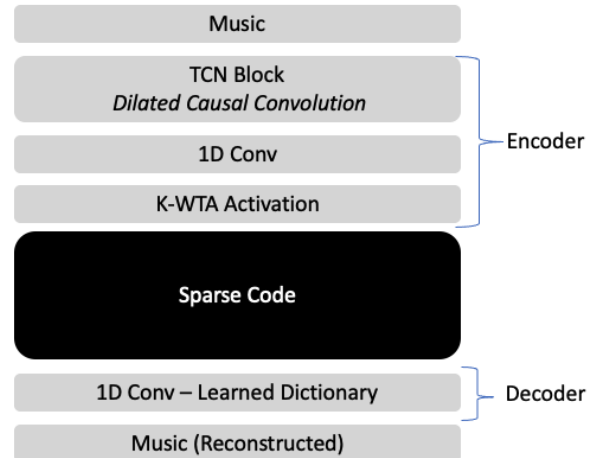 Music
TCN Block
Dilated Causal Convolution
Encoder
1D Conv
K-WTA Activation
Sparse Code
1D Conv – Learned Dictionary
Decoder
Music (Reconstructed)